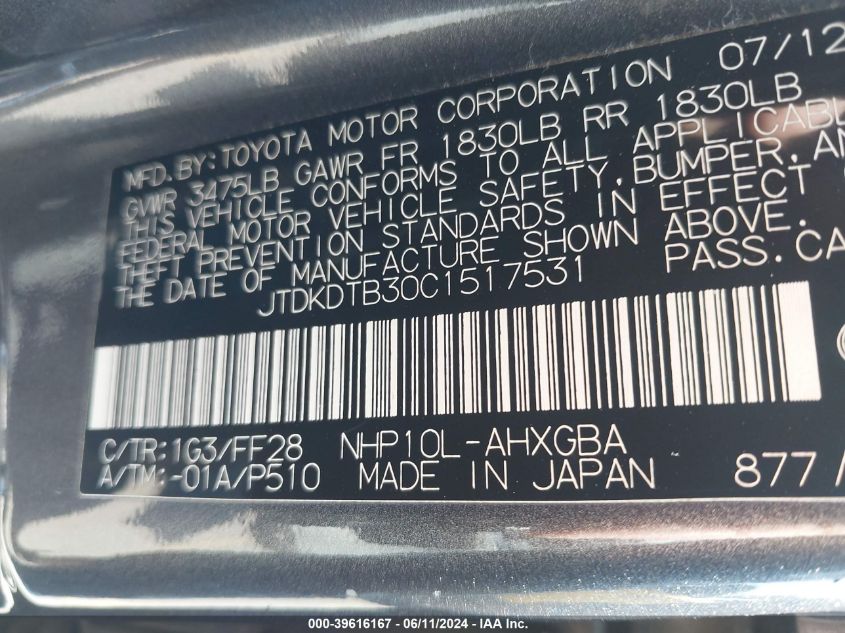 MFD. BY: TOYOTA MOTOR CORPORATION 07/12
GVWR 3475LB GAWR FR 1830LB RR 1830LB
THIS VEHICLE CONFORMS TO ALL APPLICABL
FEDERAL MOTOR VEHICLE SAFETY, BUMPER, AN
THEFT PREVENTION STANDARDS IN EFFECT
THE DATE OF MANUFACTURE SHOWN ABOVE.
JTDKDTB30C1517531 PASS. CA
C/TR: 1G3/FF28 NHP10L-AHXGBA
A/TM: -01A/P510 MADE IN JAPAN 877/
000-39616167 - 06/11/2024 - IAAI Inc.